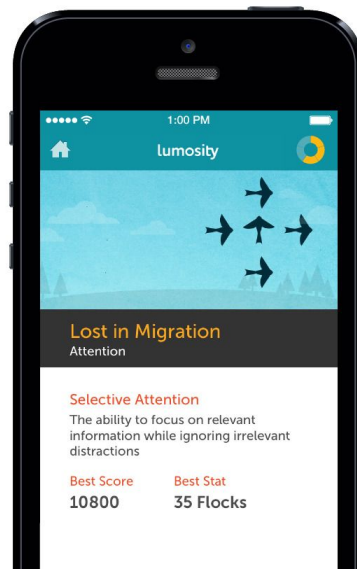 1:00 PM
lumosity
Lost in Migration
Attention
Selective Attention
The ability to focus on relevant
information while ignoring irrelevant
distractions
Best Score Best Stat
10800 35 Flocks